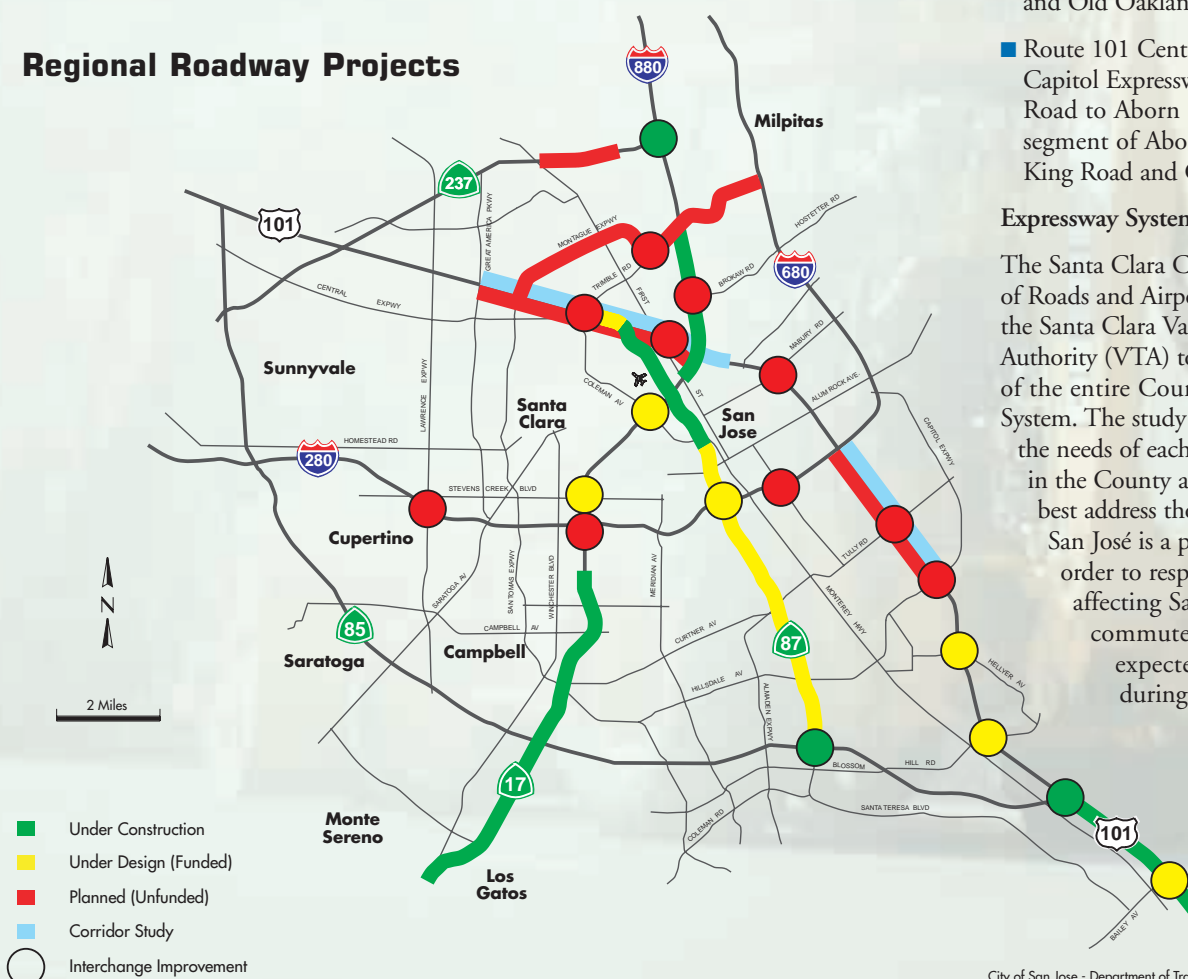 Regional Roadway Projects
880
Milpitas
237
101
GREAT AMERICA PKWY
MONTAGUE EXPWY
HOSTETTER RD
680
TRIMBLE RD
FIRST
ST
BROKAW RD
CENTRAL EXPWY
MABURY RD
Sunnyvale
LAWRENCE EXPWY
COLEMAN AV
ALUM ROCK AVE.
Santa
Clara
San
Jose
CAPITOL EXPWY
HOMESTEAD RD
280
STEVENS CREEK BLVD
Cupertino
TULLY RD
SARATOGA AV
SAN TOMAS EXPWY
WINCHESTER BLVD
MERIDIAN AV
MONTEREY HWY
N
85
CAMPBELL AV
CURTNER AV
87
Saratoga
Campbell
HILLSDALE AV
ALMADEN EXPWY
HELLYER AV
2 Miles
BLOSSOM HILL RD
17
SANTA TERESA BLVD
COLEMAN RD
101
Monte
Sereno
Los
Gatos
BAILEY AV
Under Construction
Under Design (Funded)
Planned (Unfunded)
Corridor Study
Interchange Improvement
and Old Oaklan
Route 101 Cent
Capitol Expressw
Road to Aborn
segment of Abo
King Road and
Expressway System
The Santa Clara C
of Roads and Airpo
the Santa Clara Va
Authority (VTA) to
of the entire Coun
System. The study
the needs of each
in the County a
best address the
San José is a p
order to resp
affecting Sa
commute
expecte
during
City of San Jose - Department of Tra